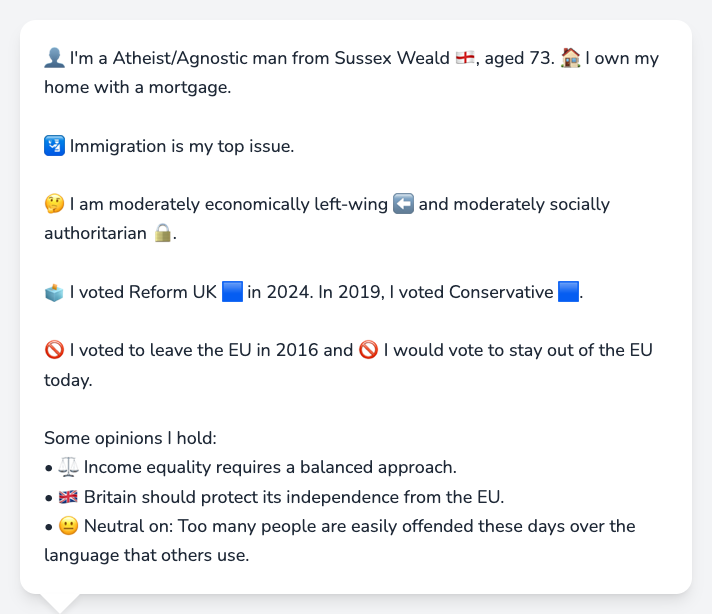 👤 I'm a Atheist/Agnostic man from Sussex Weald 🏴󠁧󠁢󠁥󠁮󠁧󠁿, aged 73. 🏠 I own my
home with a mortgage.
🛂 Immigration is my top issue.
🤔 I am moderately economically left-wing ⬅️ and moderately socially
authoritarian 🔒.
🗳️ I voted Reform UK 🟦 in 2024. In 2019, I voted Conservative 🟦.
🚫 I voted to leave the EU in 2016 and 🚫 I would vote to stay out of the EU
today.
Some opinions I hold:
• ⚖️ Income equality requires a balanced approach.
• 🇬🇧 Britain should protect its independence from the EU.
• 😐 Neutral on: Too many people are easily offended these days over the
language that others use.